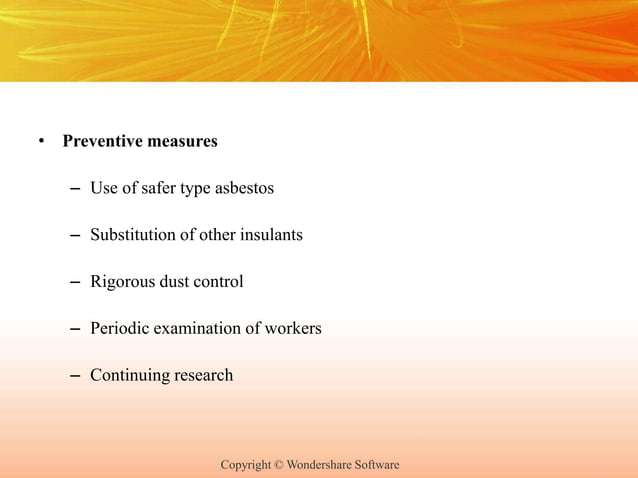 • Preventive measures
– Use of safer type asbestos
– Substitution of other insulants
– Rigorous dust control
– Periodic examination of workers
– Continuing research
Copyright © Wondershare Software